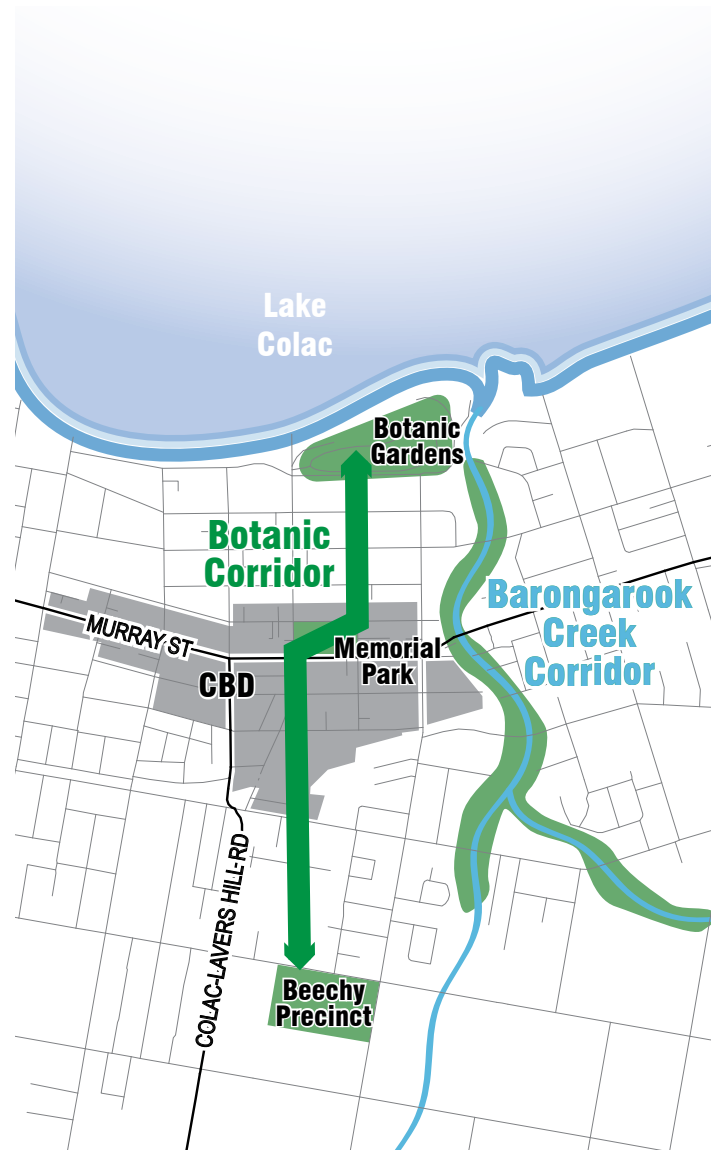 Lake
Colac
Botanic
Gardens
Botanic
Corridor
Barongarook
Creek
Corridor
MURRAY ST
Memorial
Park
CBD
COLAC-LAVERS HILL-RD
Beechy
Precinct